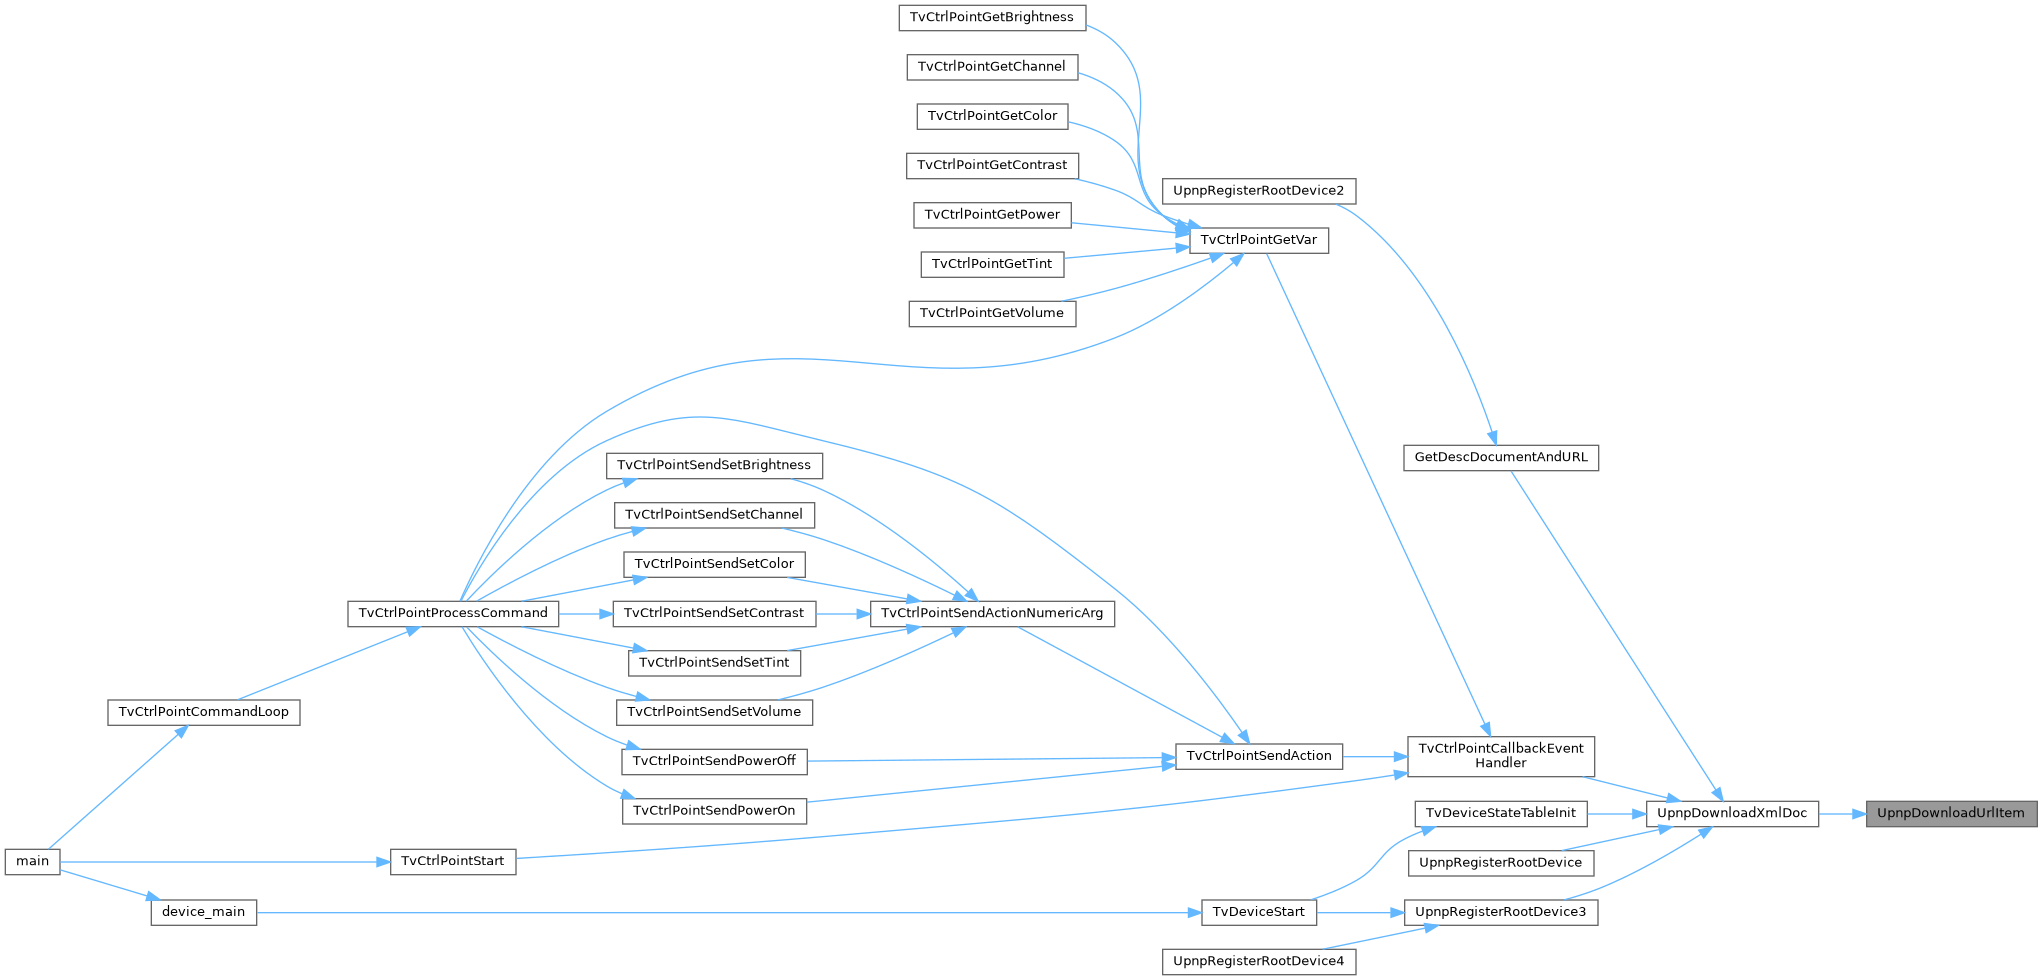 TvCtrlPointGetBrightness
TvCtrlPointGetChannel
TvCtrlPointGetColor
TvCtrlPointGetContrast
UpnpRegisterRootDevice2
TvCtrlPointGetPower
TvCtrlPointGetVar
TvCtrlPointGetTint
TvCtrlPointGetVolume
GetDescDocumentAndURL
TvCtrlPointSendSetBrightness
TvCtrlPointSendSetChannel
TvCtrlPointSendSetColor
TvCtrlPointProcessCommand
TvCtrlPointSendSetContrast
TvCtrlPointSendActionNumericArg
TvCtrlPointSendSetTint
TvCtrlPointCommandLoop
TvCtrlPointSendSetVolume
TvCtrlPointSendPowerOff
TvCtrlPointSendAction
TvCtrlPointCallbackEvent
Handler
TvCtrlPointSendPowerOn
TvDeviceStateTableInit
UpnpDownloadXmlDoc
UpnpDownloadUrlItem
main
TvCtrlPointStart
UpnpRegisterRootDevice
device_main
TvDeviceStart
UpnpRegisterRootDevice3
UpnpRegisterRootDevice4